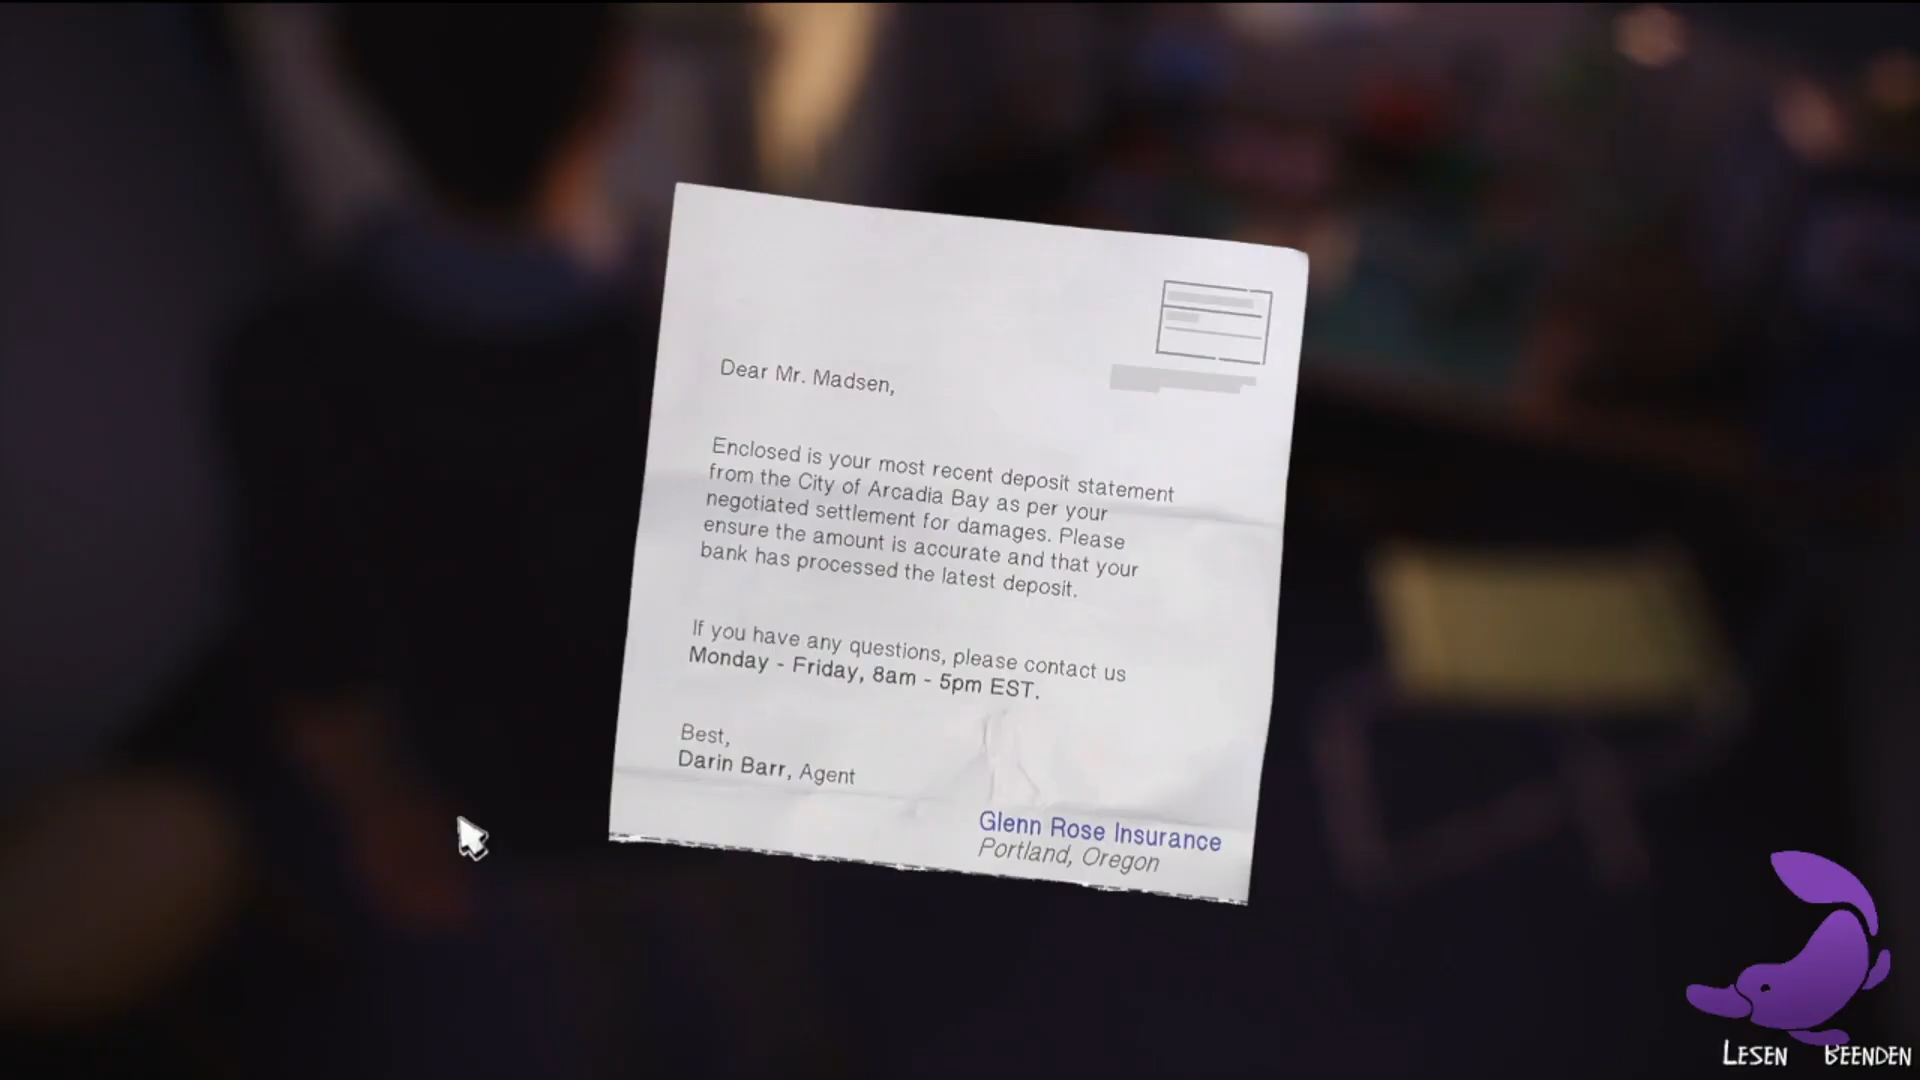 Dear Mr. Madsen,
Enclosed is your most recent deposit statement
from the City of Arcadia Bay as per your
negotiated settlement for damages. Please
ensure the amount is accurate and that your
bank has processed the latest deposit.
If you have any questions, please contact us
Monday - Friday, 8am - 5pm EST.
Best,
Darin Barr, Agent
Glenn Rose Insurance
Portland, Oregon
LESEN BEENDEN